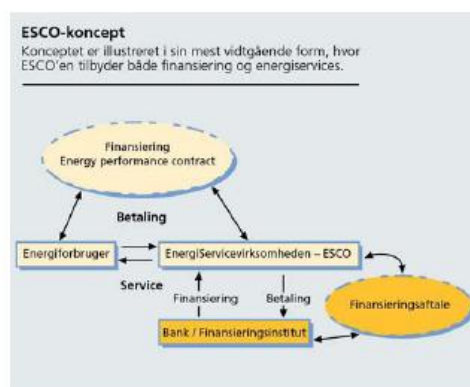 ESCO-koncept
Konceptet er illustreret i sin mest vidtgående form, hvor
ESCO'en tilbyder både finansiering og energiservices.
Finansiering
Energy performance contract
Betaling
Energiforbruger
EnergiServicevirksomheden – ESCO
Service
Finansiering
Betaling
Finansieringsaftale
Bank / Finansieringsinstitut